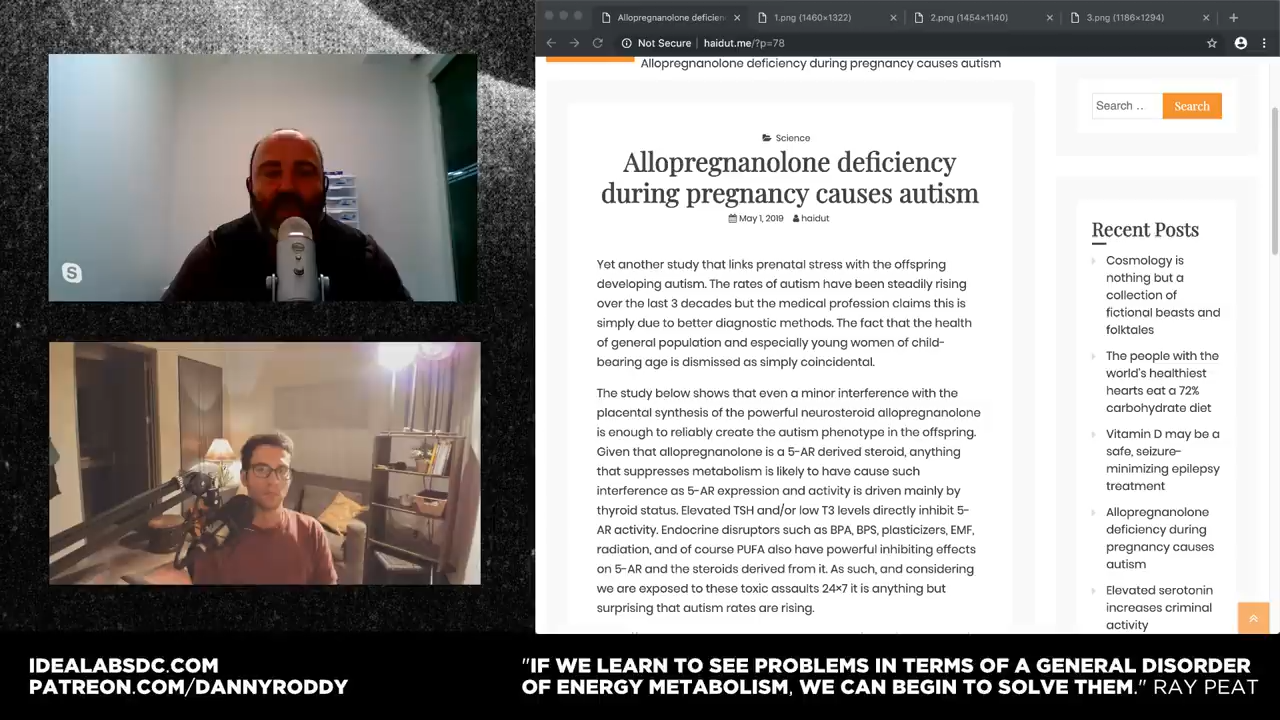 Allopregnanolone deficien
1.png (1460×1322)
2.png (1454×1140)
3.png (1186×1294)
Not Secure
haidut.me/?p=78
Allopregnanolone deficiency during pregnancy causes autism
Search ..
Search
Science
Allopregnanolone deficiency
during pregnancy causes autism
May 1, 2019
haidut
Yet another study that links prenatal stress with the offspring
developing autism. The rates of autism have been steadily rising
over the last 3 decades but the medical profession claims this is
simply due to better diagnostic methods. The fact that the health
of general population and especially young women of child-
bearing age is dismissed as simply coincidental.
The study below shows that even a minor interference with the
placental synthesis of the powerful neurosteroid allopregnanolone
is enough to reliably create the autism phenotype in the offspring.
Given that allopregnanolone is a 5-AR derived steroid, anything
that suppresses metabolism is likely to have cause such
interference as 5-AR expression and activity is driven mainly by
thyroid status. Elevated TSH and/or low T3 levels directly inhibit 5-
AR activity. Endocrine disruptors such as BPA, BPS, plasticizers, EMF,
radiation, and of course PUFA also have powerful inhibiting effects
on 5-AR and the steroids derived from it. As such, and considering
we are exposed to these toxic assaults 24×7 it is anything but
surprising that autism rates are rising.
Recent Posts
Cosmology is
nothing but a
collection of
fictional beasts and
folktales
The people with the
world's healthiest
hearts eat a 72%
carbohydrate diet
Vitamin D may be a
safe, seizure-
minimizing epilepsy
treatment
Allopregnanolone
deficiency during
pregnancy causes
autism
Elevated serotonin
increases criminal
activity
IDEALABSDC.COM
PATREON.COM/DANNYRODDY
"IF WE LEARN TO SEE PROBLEMS IN TERMS OF A GENERAL DISORDER
OF ENERGY METABOLISM, WE CAN BEGIN TO SOLVE THEM." RAY PEAT